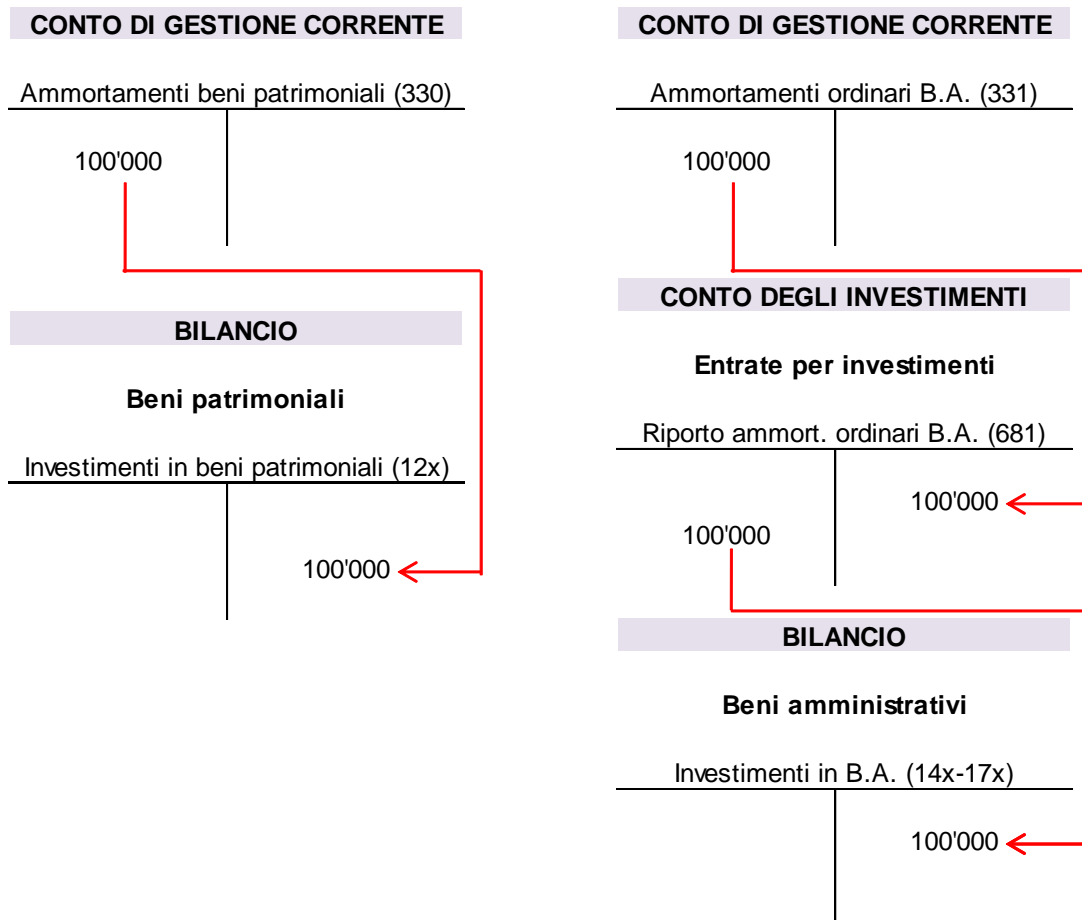 CONTO DI GESTIONE CORRENTE
Ammortamenti beni patrimoniali (330)
100'000
BILANCIO
Beni patrimoniali
Investimenti in beni patrimoniali (12x)
100'000
CONTO DI GESTIONE CORRENTE
Ammortamenti ordinari B.A. (331)
100'000
CONTO DEGLI INVESTIMENTI
Entrate per investimenti
Riporto ammort. ordinari B.A. (681)
100'000
100'000
BILANCIO
Beni amministrativi
Investimenti in B.A. (14x-17x)
100'000